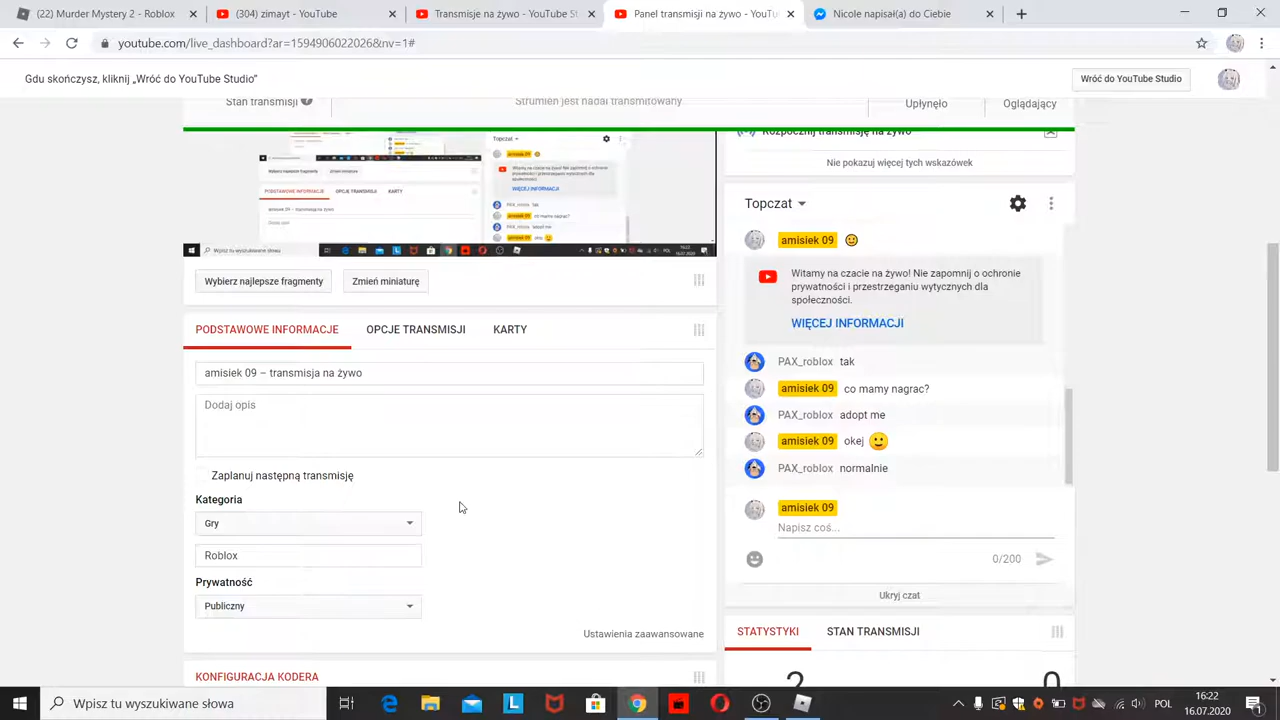 (22) Murder Mystery 2 - Roblox
(304) zimayt - YouTube
Transmisje na żywo - YouTube St
Panel transmisji na żywo - YouTu
Nicole napisał(a) do Ciebie
youtube.com/live_dashboard?ar=1594906022026&nv=1#
Gdu skończysz, kliknij „Wróć do YouTube Studio”
Wróć do YouTube Studio
Stan transmisji
Strumień jest nadal transmitowany.
Upłynęło
Oglądający
Rozpocznij transmisję na żywo
Nie pokazuj więcej tych wskazówek
Topczat
amisiek 09
Witamy na czacie na żywo! Nie zapomnij o ochronie
prywatności i przestrzeganiu wytycznych dla
społeczności.
WIĘCEJ INFORMACJI
PAX_roblox tak
amisiek 09 co mamy nagrac?
PAX_roblox adopt me
amisiek 09 okej
PAX_roblox normalnie
amisiek 09
Napisz coś...
0/200
Ukryj czat
STATYSTYKI
STAN TRANSMISJI
2
0
Wybierz najlepsze fragmenty
Zmień miniaturę
PODSTAWOWE INFORMACJE
OPCJE TRANSMISJI
KARTY
amisiek 09 – transmisja na żywo
Dodaj opis
Zaplanuj następną transmisję
Kategoria
Gry
Roblox
Prywatność
Publiczny
Ustawienia zaawansowane
KONFIGURACJA KODERA
Wpisz tu wyszukiwane słowa
POL
16:22
16.07.2020